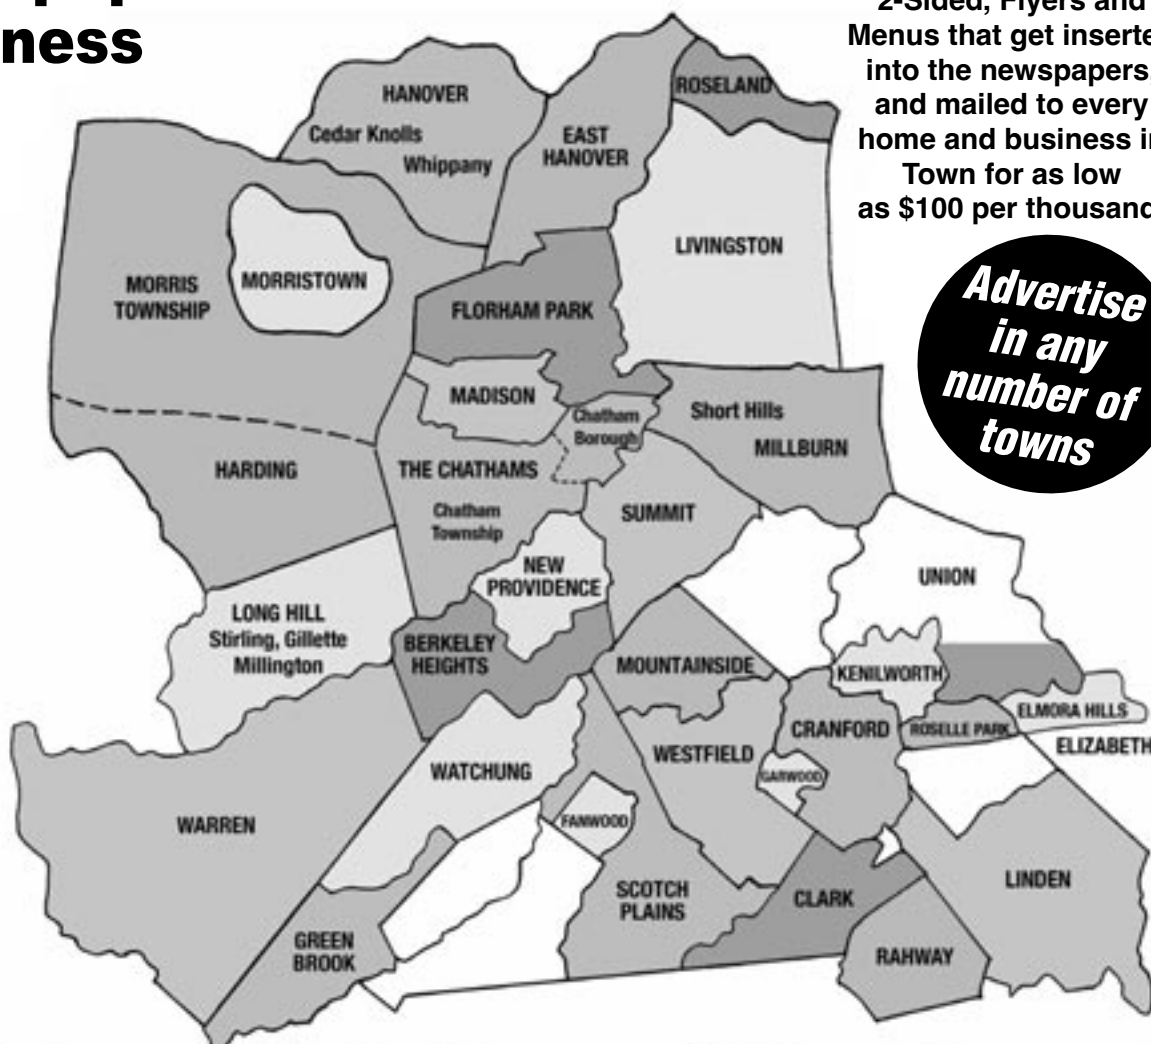 ness
2-Sided, Flyers and
Menus that get inserte
into the newspapers,
and mailed to every
home and business in
Town for as low
as $100 per thousand
Advertise
in any
number of
towns
HANOVER
Cedar Knolls
Whippany
EAST
HANOVER
ROSELAND
LIVINGSTON
MORRIS
TOWNSHIP
MORRISTOWN
FLORHAM PARK
MADISON
Chatham
Borough
Short Hills
MILLBURN
HARDING
THE CHATHAMS
Chatham
Township
SUMMIT
NEW
PROVIDENCE
UNION
LONG HILL
Stirling, Gillette
Millington
BERKELEY
HEIGHTS
MOUNTAINSIDE
KENILWORTH
ELMORA HILLS
ROSELLE PARK
CRANFORD
ELIZABETH
WESTFIELD
GARWOOD
WATCHUNG
FANWOOD
WARREN
SCOTCH
PLAINS
CLARK
LINDEN
GREEN
BROOK
RAHWAY